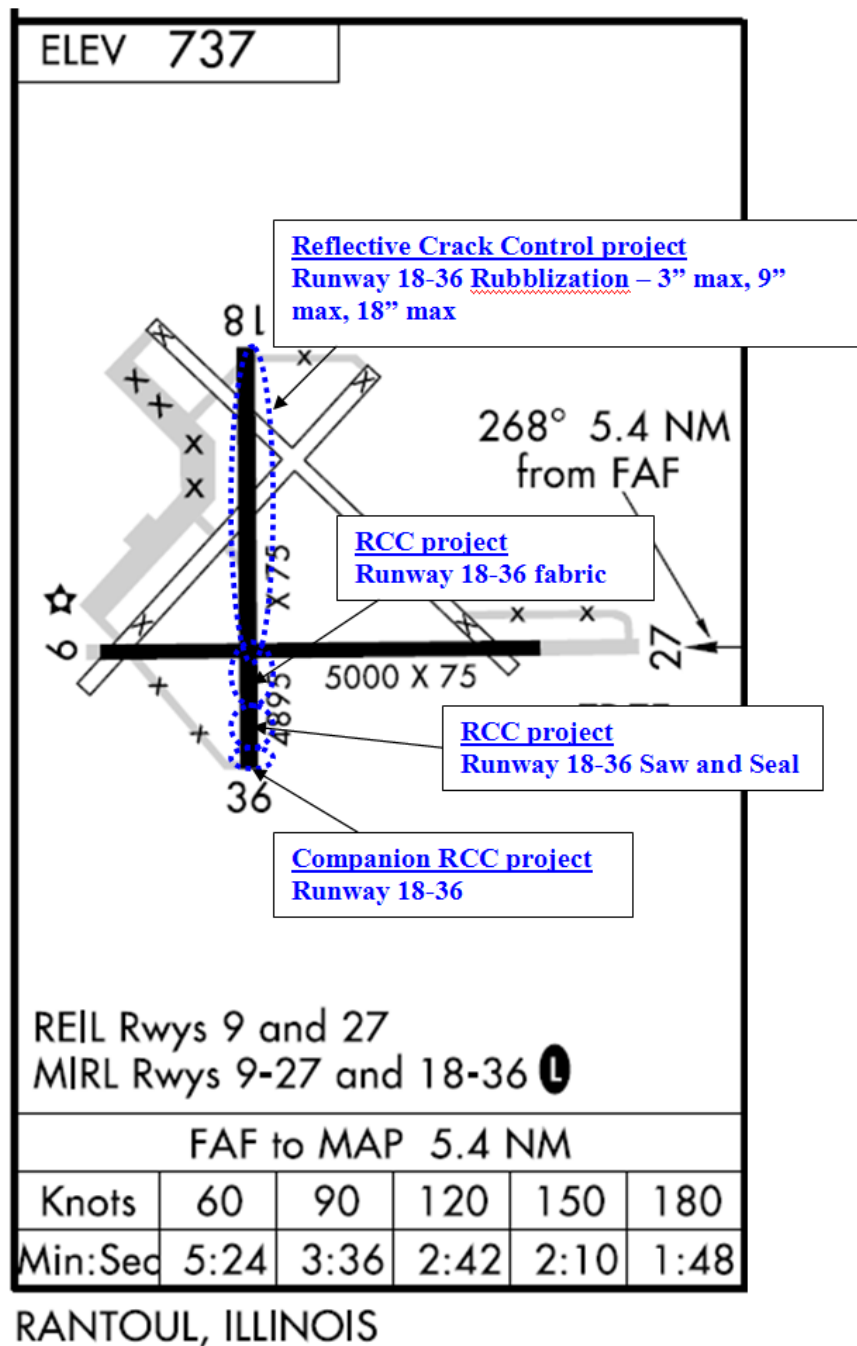 ELEV 737
Reflective Crack Control project
Runway 18-36 Rubblization – 3” max, 9”
max, 18” max
18
268° 5.4 NM
from FAF
RCC project
Runway 18-36 fabric
X 75
9
27
5000 X 75
4895
RCC project
Runway 18-36 Saw and Seal
36
Companion RCC project
Runway 18-36
REIL Rwys 9 and 27
MIRL Rwys 9-27 and 18-36 L
FAF to MAP 5.4 NM
Knots 60 90 120 150 180
Min:Sec 5:24 3:36 2:42 2:10 1:48
RANTOUL, ILLINOIS